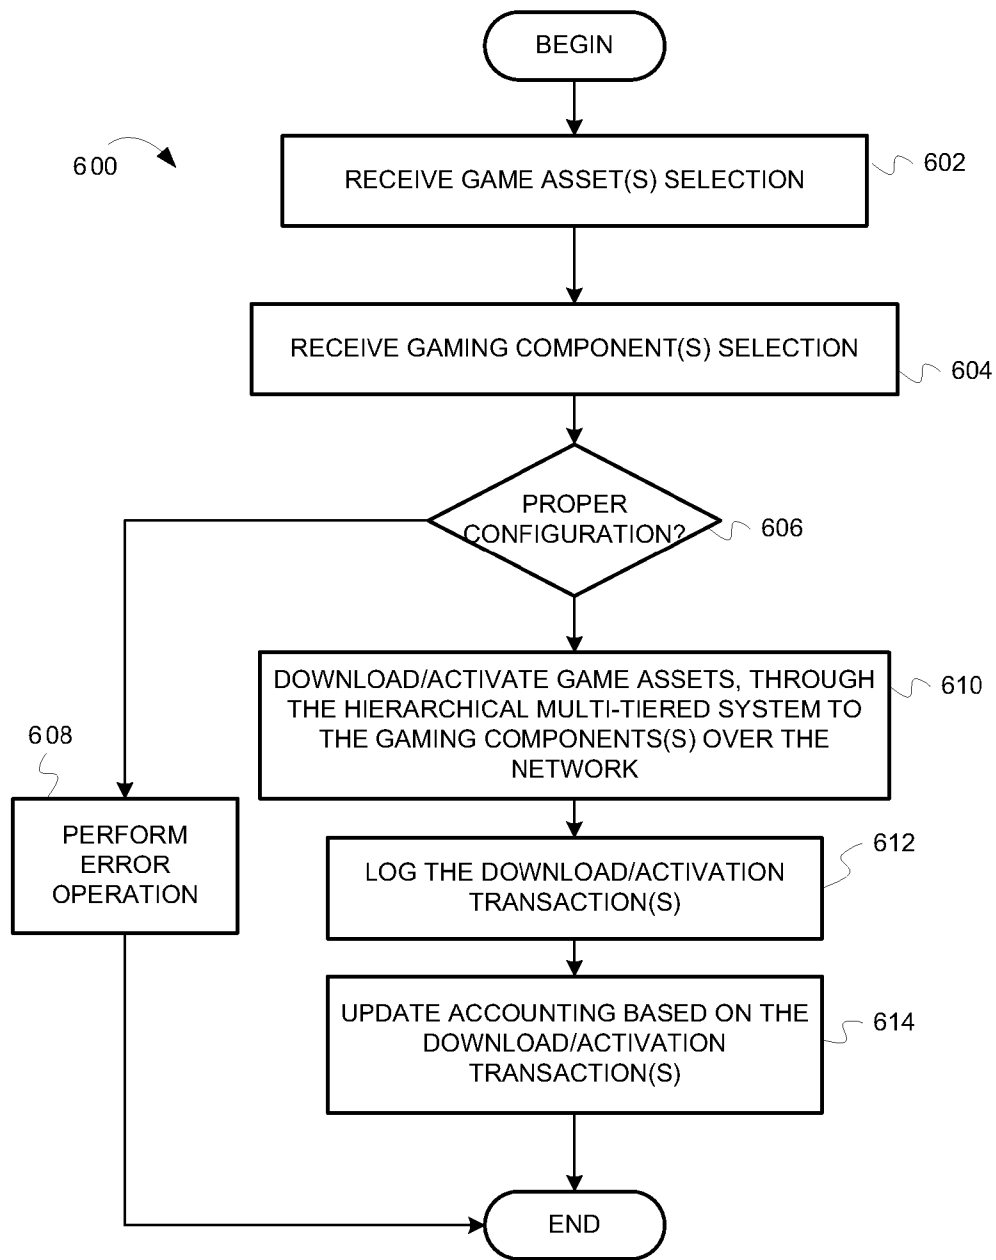 BEGIN
600
RECEIVE GAME ASSET(S) SELECTION
602
RECEIVE GAMING COMPONENT(S) SELECTION
604
PROPER
CONFIGURATION?
606
DOWNLOAD/ACTIVATE GAME ASSETS, THROUGH
THE HIERARCHICAL MULTI-TIERED SYSTEM TO
THE GAMING COMPONENTS(S) OVER THE
NETWORK
610
608
PERFORM
ERROR
OPERATION
LOG THE DOWNLOAD/ACTIVATION
TRANSACTION(S)
612
UPDATE ACCOUNTING BASED ON THE
DOWNLOAD/ACTIVATION
TRANSACTION(S)
614
END